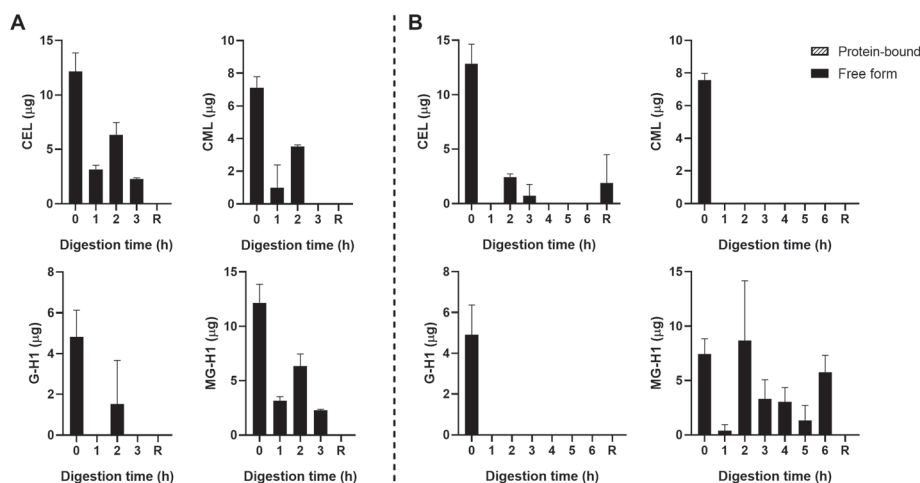 A
15
10
5
0
CEL (μg)
0 1 2 3 R
Digestion time (h)
10
8
6
4
2
0
CML (μg)
0 1 2 3 R
Digestion time (h)
8
6
4
2
0
G-H1 (μg)
0 1 2 3 R
Digestion time (h)
15
10
5
0
MG-H1 (μg)
0 1 2 3 R
Digestion time (h)
B
15
10
5
0
CEL (μg)
0 1 2 3 4 5 6 R
Digestion time (h)
10
8
6
4
2
0
CML (μg)
0 1 2 3 4 5 6 R
Digestion time (h)
Protein-bound
Free form
8
6
4
2
0
G-H1 (μg)
0 1 2 3 4 5 6 R
Digestion time (h)
15
10
5
0
MG-H1 (μg)
0 1 2 3 4 5 6 R
Digestion time (h)